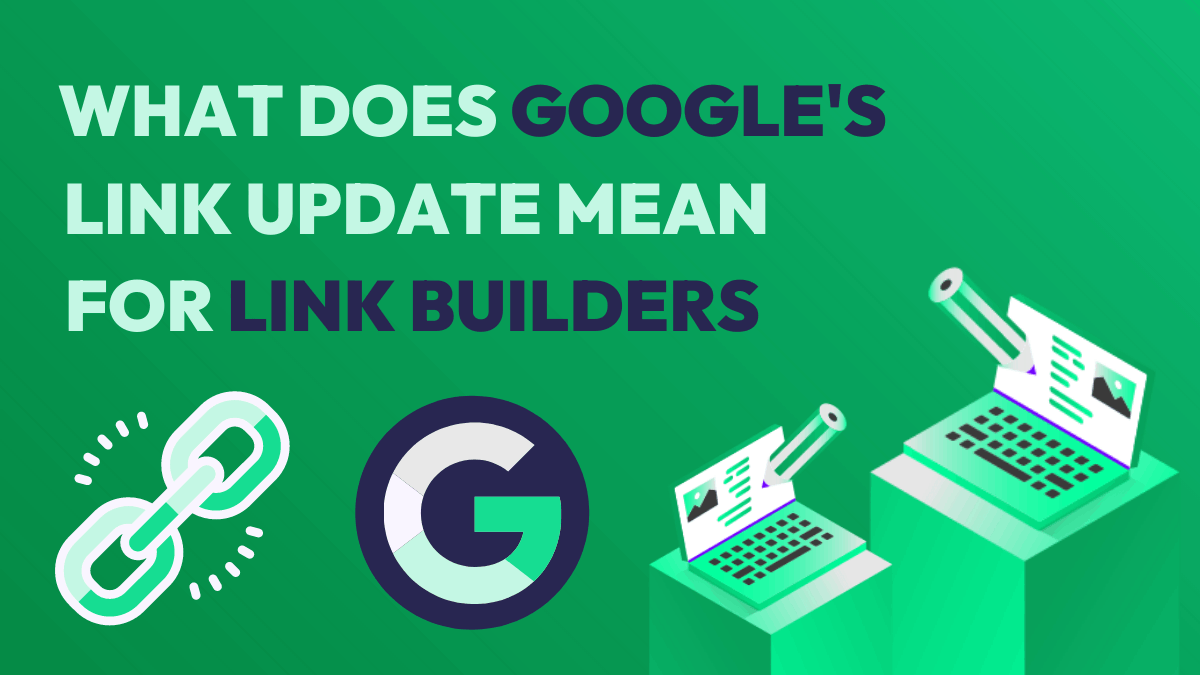 WHAT DOES GOOGLE'S
LINK UPDATE MEAN
FOR LINK BUILDERS
G